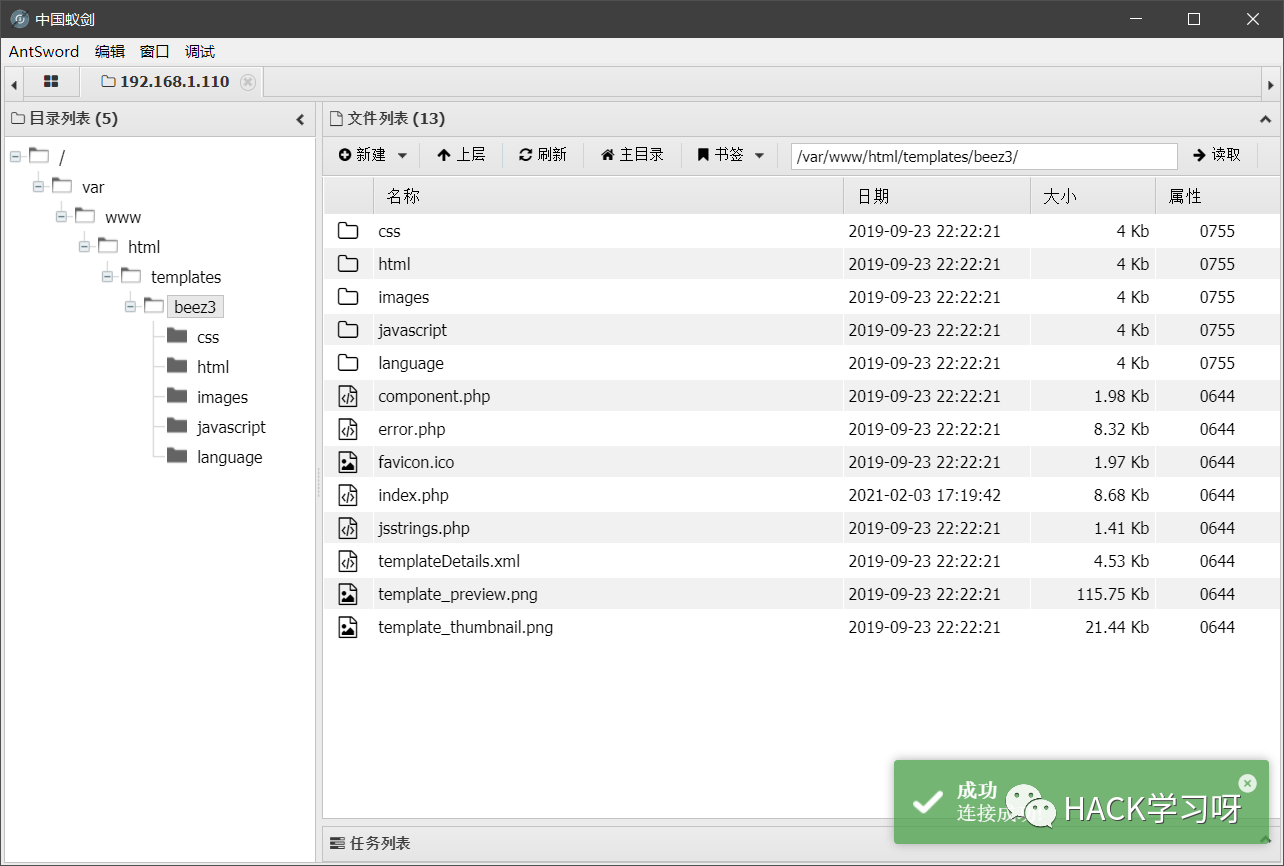 中国蚁剑
AntSword 编辑 窗口 调试
192.168.1.110
目录列表 (5)
/
var
www
html
templates
beez3
css
html
images
javascript
language
文件列表 (13)
新建 上层 刷新 主目录 书签 /var/www/html/templates/beez3/ 读取
名称 日期 大小 属性
css 2019-09-23 22:22:21 4 Kb 0755
html 2019-09-23 22:22:21 4 Kb 0755
images 2019-09-23 22:22:21 4 Kb 0755
javascript 2019-09-23 22:22:21 4 Kb 0755
language 2019-09-23 22:22:21 4 Kb 0755
component.php 2019-09-23 22:22:21 1.98 Kb 0644
error.php 2019-09-23 22:22:21 8.32 Kb 0644
favicon.ico 2019-09-23 22:22:21 1.97 Kb 0644
index.php 2021-02-03 17:19:42 8.68 Kb 0644
jsstrings.php 2019-09-23 22:22:21 1.41 Kb 0644
templateDetails.xml 2019-09-23 22:22:21 4.53 Kb 0644
template_preview.png 2019-09-23 22:22:21 115.75 Kb 0644
template_thumbnail.png 2019-09-23 22:22:21 21.44 Kb 0644
成功
连接成
HACK学习呀
任务列表